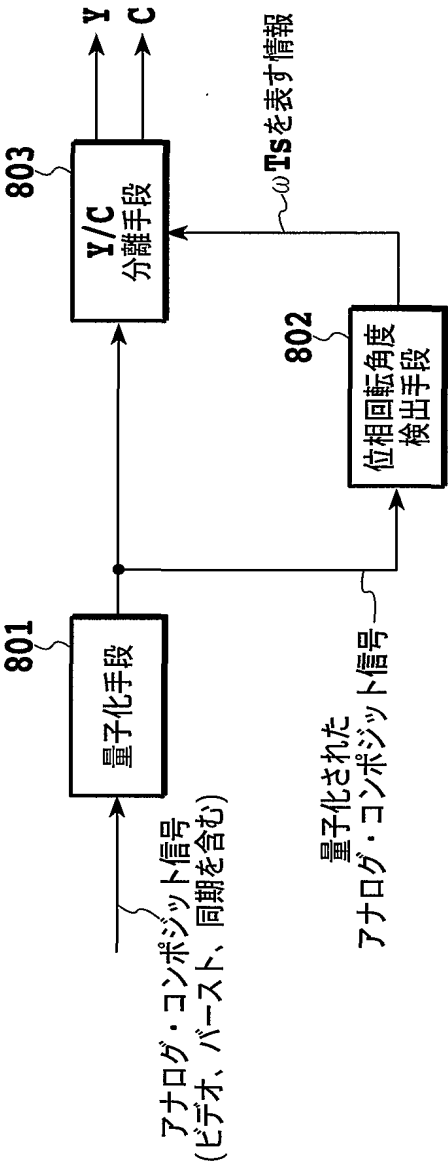 アナログ・コンポジット信号
(ビデオ、バースト、同期を含む)
801
量子化手段
量子化された
アナログ・コンポジット信号
802
位相回転角度
検出手段
ωTsを表す情報
803
Y/C
分離手段
Y
C